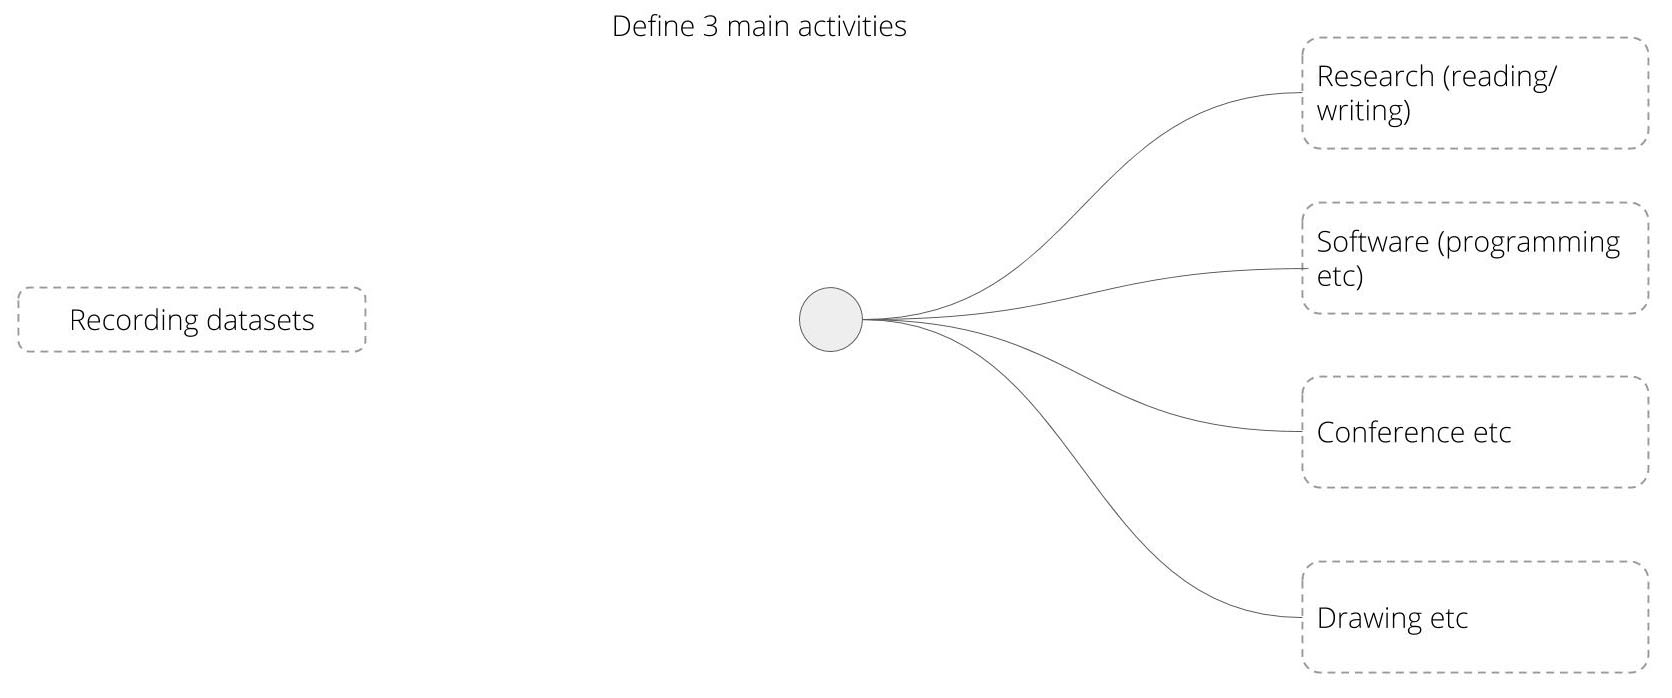 Define 3 main activities
Research (reading/
writing)
Software (programming
etc)
Recording datasets
Conference etc
Drawing etc